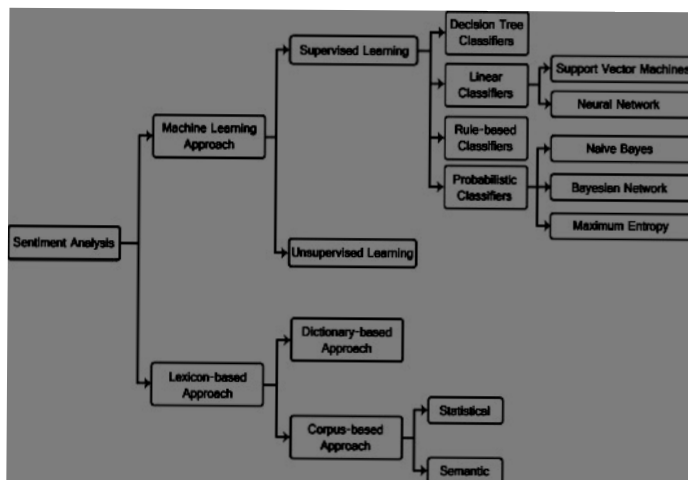 Decision Tree
Classifiers
Supervised Learning
Linear
Classifiers
Support Vector Machines
Neural Network
Machine Learning
Approach
Rule-based
Classifiers
Naive Bayes
Probabilistic
Classifiers
Bayesian Network
Maximum Entropy
Sentiment Analysis
Unsupervised Learning
Dictionary-based
Approach
Lexicon-based
Approach
Corpus-based
Approach
Statistical
Semantic